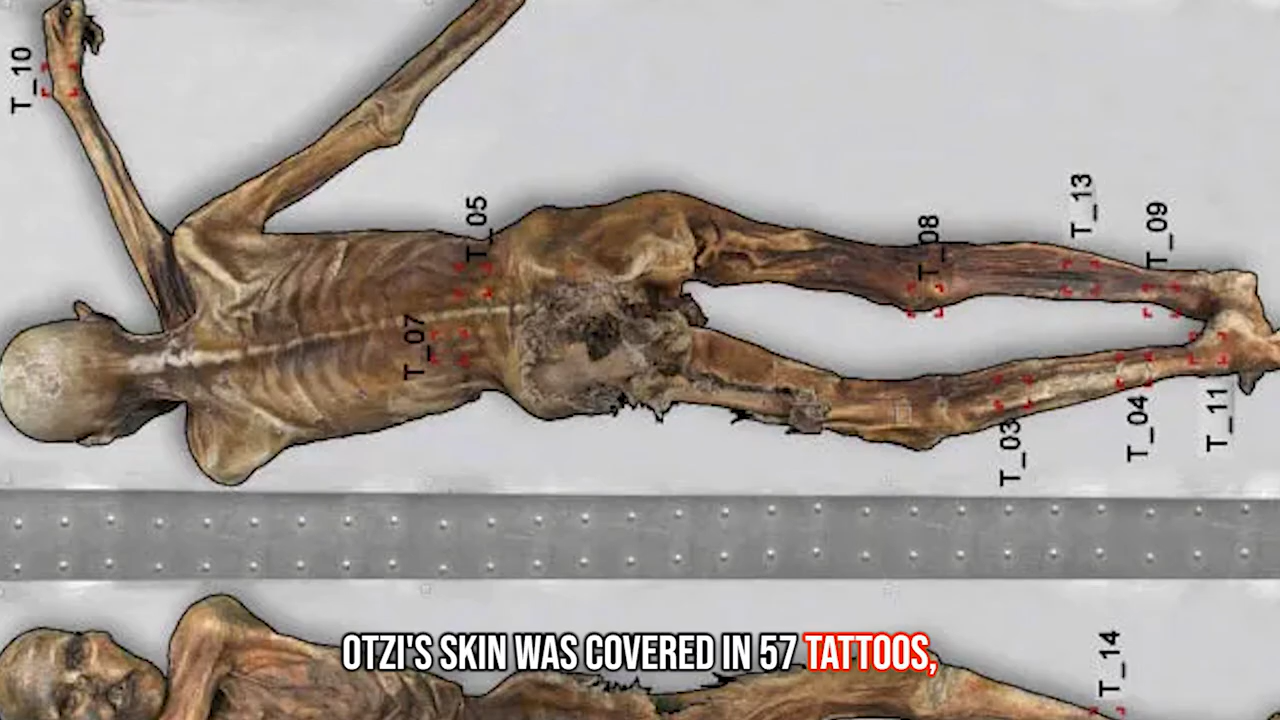 T_10
T_05
T_07
T_08
T_13
T_09
T_03
T_04
T_11
T_14
OTZI'S SKIN WAS COVERED IN 57 TATTOOS,